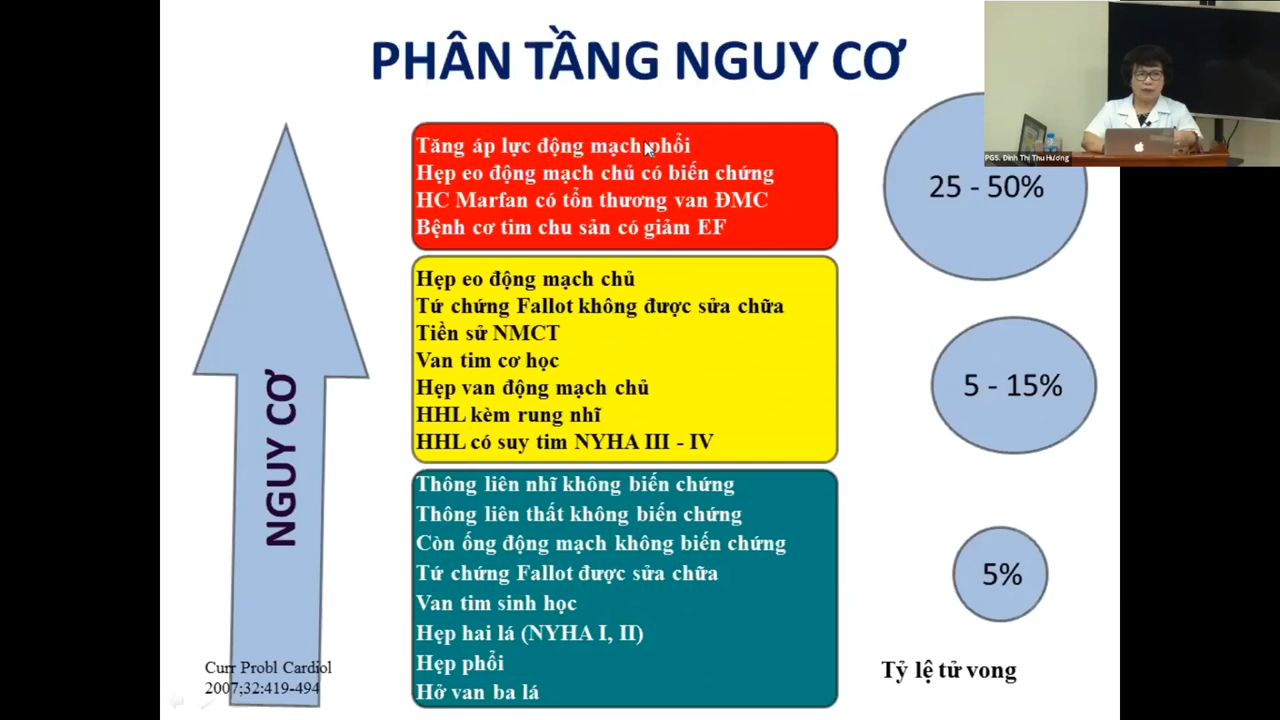 PHÂN TẦNG NGUY CƠ
PGS. Đinh Thị Thu Hương
NGUY CƠ
Tăng áp lực động mạch phổi
Hẹp eo động mạch chủ có biến chứng
HC Marfan có tổn thương van ĐMC
Bệnh cơ tim chu sản có giảm EF
25 - 50%
Hẹp eo động mạch chủ
Tứ chứng Fallot không được sửa chữa
Tiền sử NMCT
Van tim cơ học
Hẹp van động mạch chủ
HHL kèm rung nhĩ
HHL có suy tim NYHA III - IV
5 - 15%
Thông liên nhĩ không biến chứng
Thông liên thất không biến chứng
Còn ống động mạch không biến chứng
Tứ chứng Fallot được sửa chữa
Van tim sinh học
Hẹp hai lá (NYHA I, II)
Hẹp phổi
Hở van ba lá
5%
Tỷ lệ tử vong
Curr Probl Cardiol
2007;32:419-494